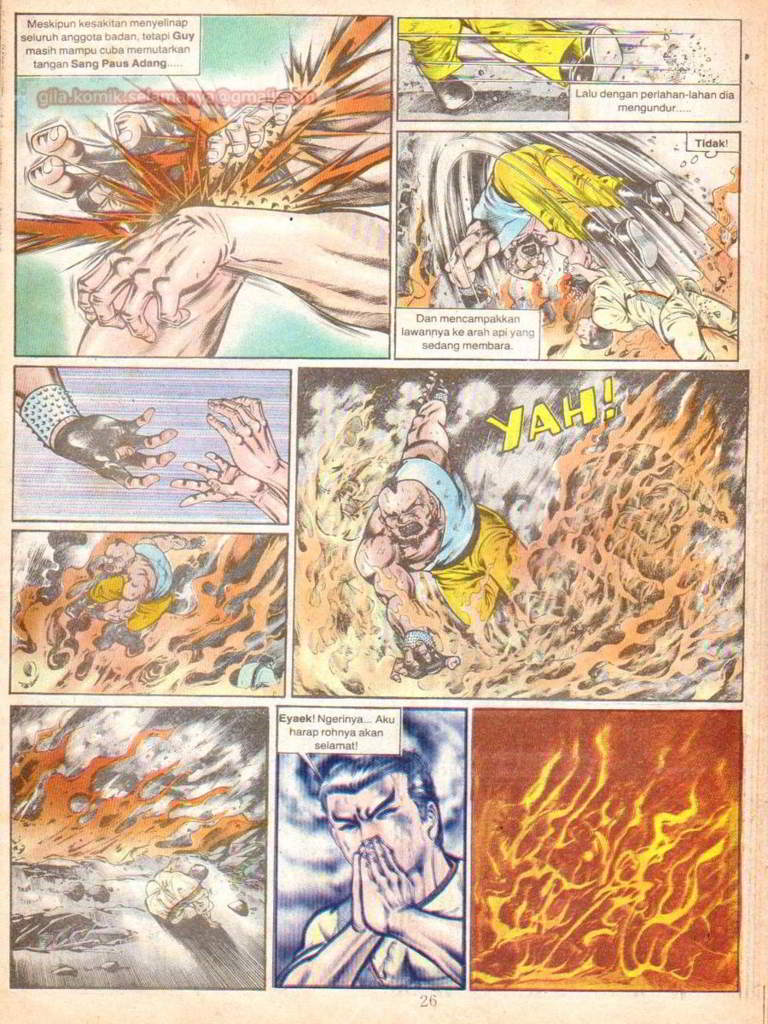 Meskipun kesakitan menyelinap
seluruh anggota badan, tetapi Guy
masih mampu cuba memutarkan
tangan Sang Paus Adang.....
gila.komik.selamanya@gmail.com
Lalu dengan perlahan-lahan dia
mengundur.....
Tidak!
Dan mencampakkan
lawannya ke arah api yang
sedang membara.
YAH!
Eyaek! Ngerinya... Aku
harap rohnya akan
selamat!
26